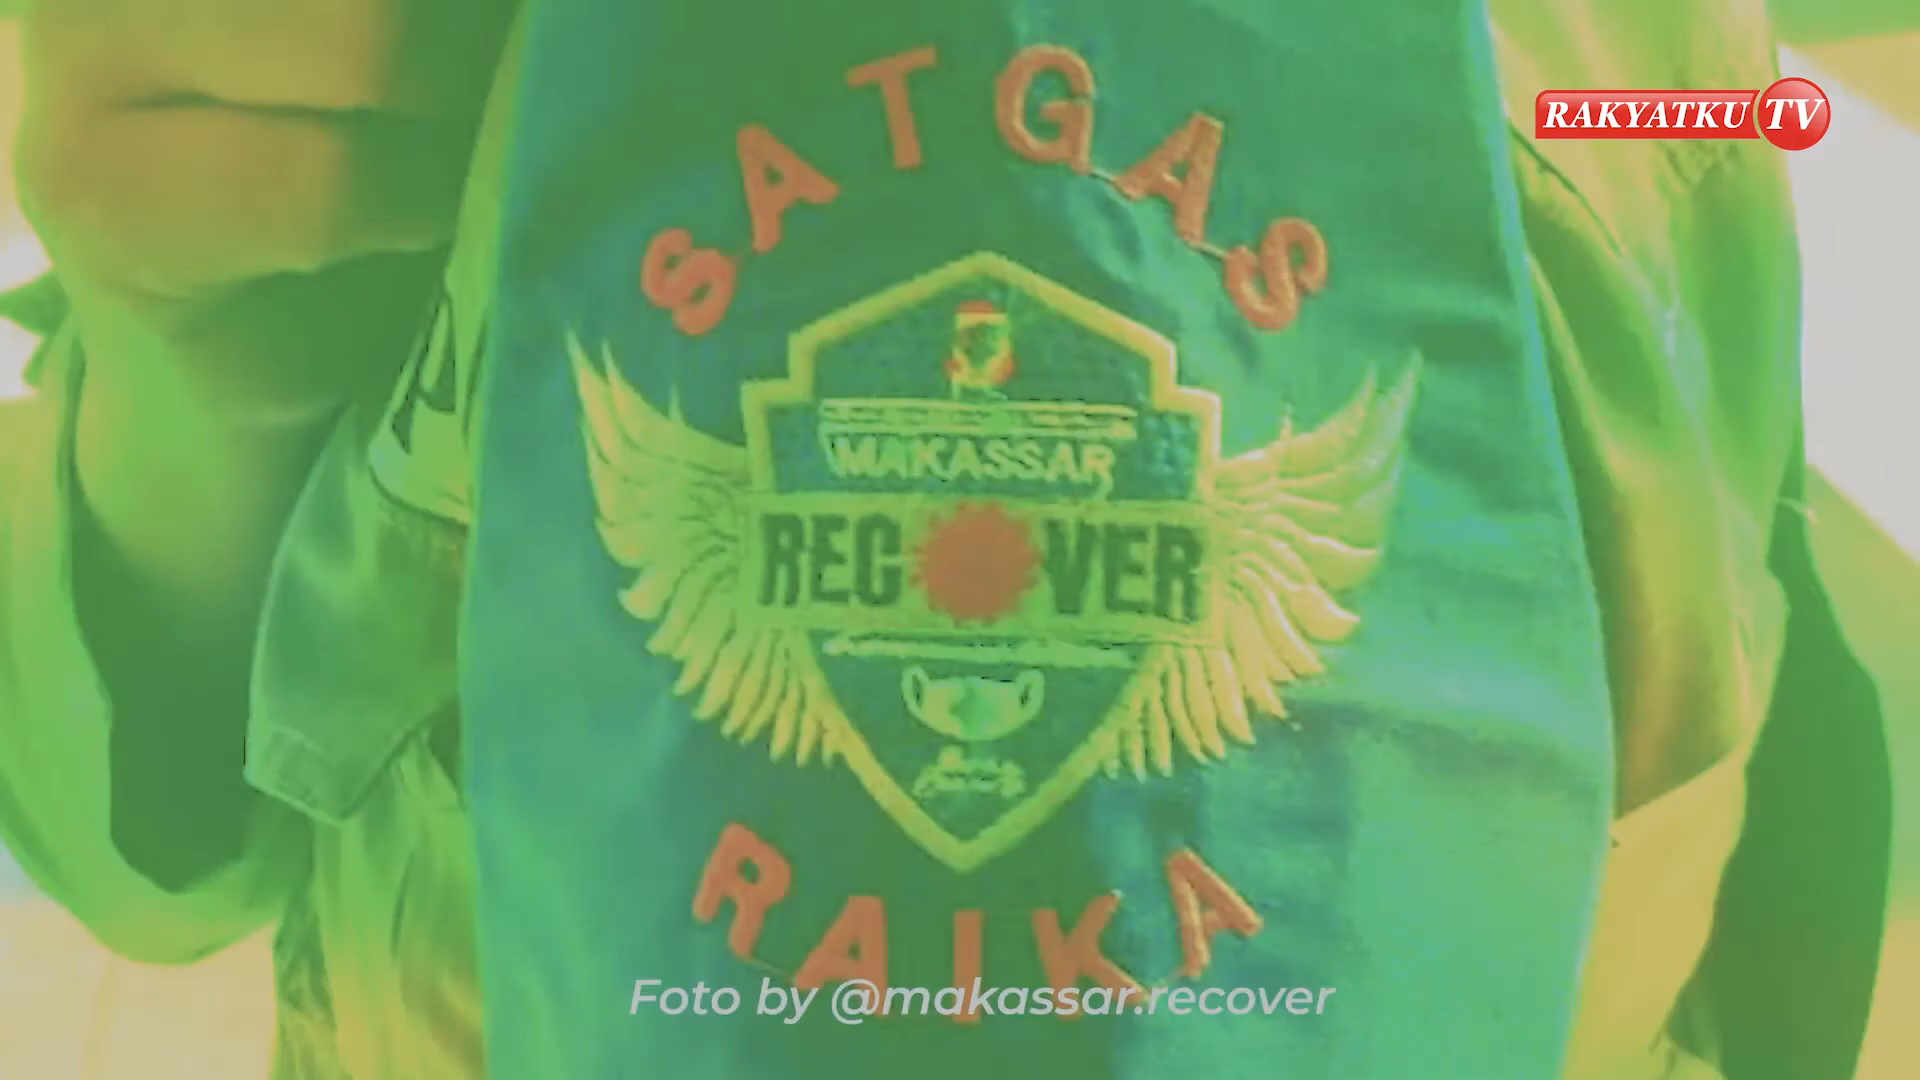 RAKYATKU TV
SATGAS
MAKASSAR
RECOVER
RAIKA
Foto by @makassar.recover